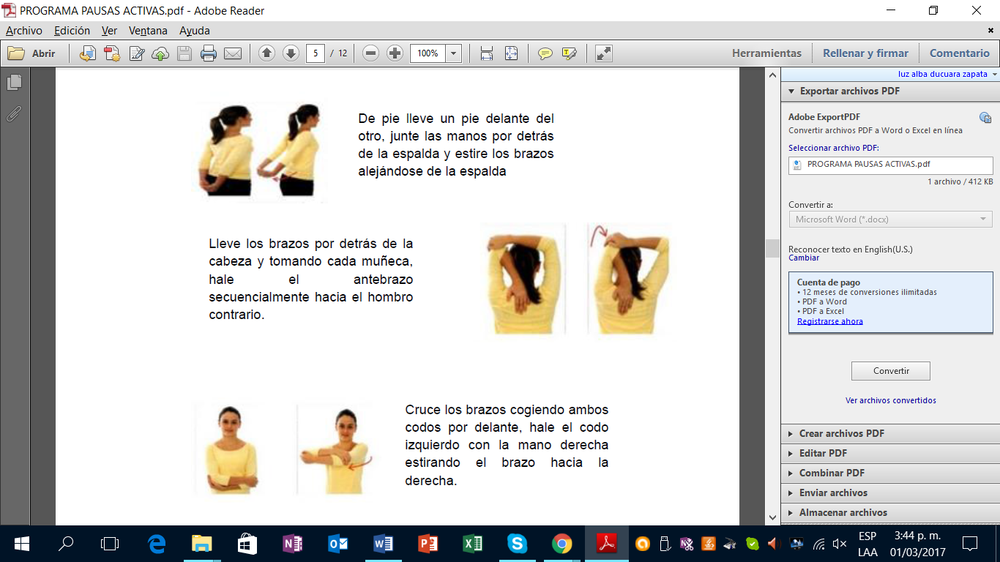 PROGRAMA PAUSAS ACTIVAS.pdf - Adobe Reader
Archivo Edición Ver Ventana Ayuda
Abrir 5 / 12 100% Herramientas Rellenar y firmar Comentario
De pie lleve un pie delante del
otro, junte las manos por detrás
de la espalda y estire los brazos
alejándose de la espalda
Lleve los brazos por detrás de la
cabeza y tomando cada muñeca,
hale el antebrazo
secuencialmente hacia el hombro
contrario.
Cruce los brazos cogiendo ambos
codos por delante, hale el codo
izquierdo con la mano derecha
estirando el brazo hacia la
derecha.
luz alba ducuara zapata
Exportar archivos PDF
Adobe ExportPDF
Convertir archivos PDF a Word o Excel en línea
Seleccionar archivo PDF:
PROGRAMA PAUSAS ACTIVAS.pdf
1 archivo / 412 KB
Convertir a:
Microsoft Word (*.docx)
Reconocer texto en English(U.S.)
Cambiar
Cuenta de pago
• 12 meses de conversiones ilimitadas
• PDF a Word
• PDF a Excel
Registrarse ahora
Convertir
Ver archivos convertidos
Crear archivos PDF
Editar PDF
Combinar PDF
Enviar archivos
Almacenar archivos
ESP
LAA
3:44 p. m.
01/03/2017